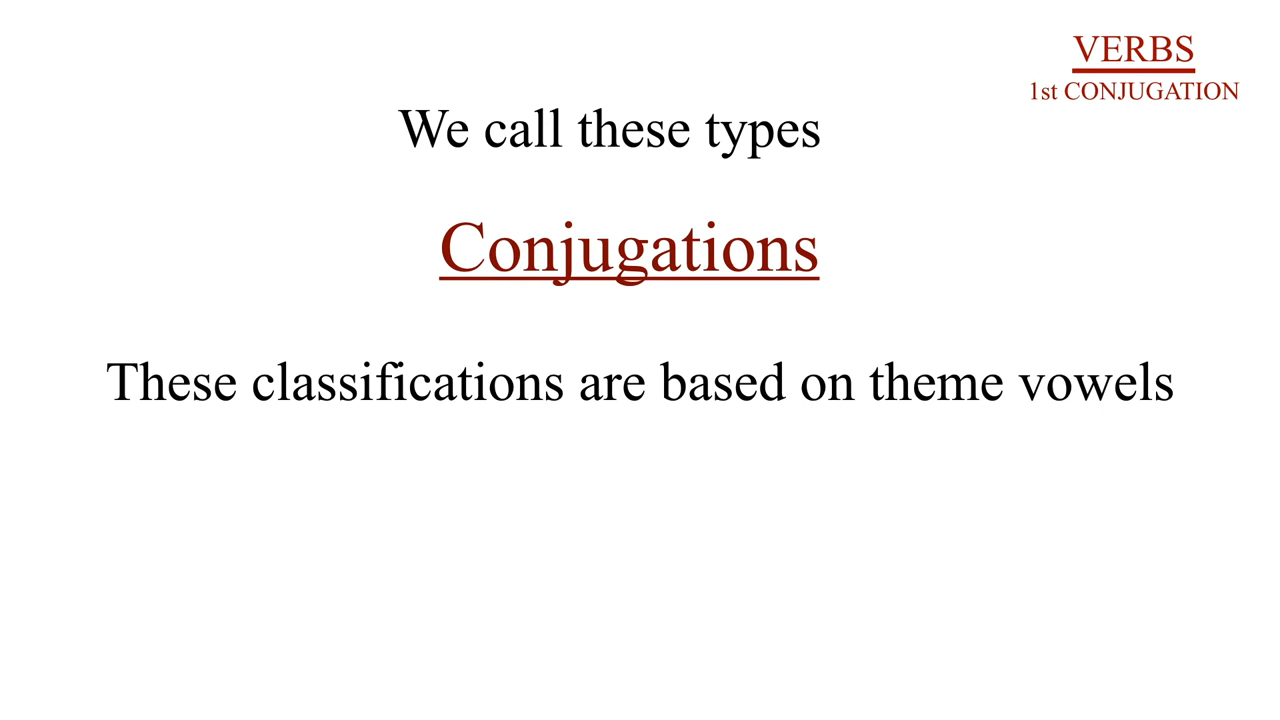 VERBS
1st CONJUGATION
We call these types
Conjugations
These classifications are based on theme vowels